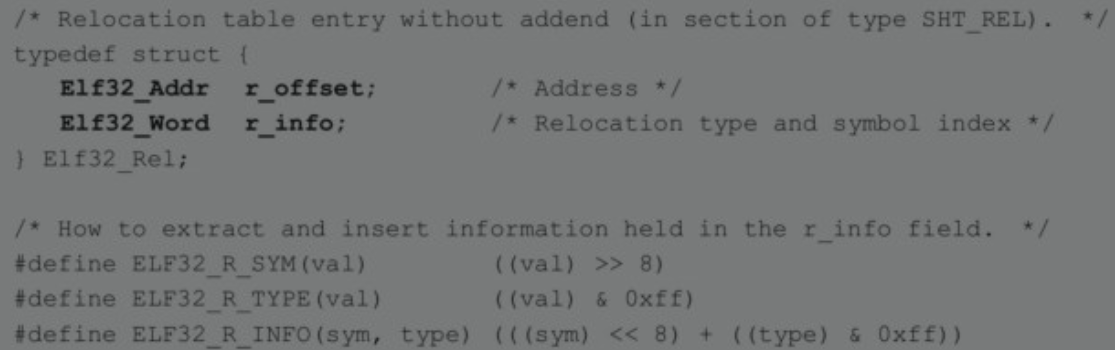 /* Relocation table entry without addend (in section of type SHT_REL).  */
typedef struct {
   Elf32_Addr  r_offset;       /* Address */
   Elf32_Word  r_info;         /* Relocation type and symbol index */
} Elf32_Rel;

/* How to extract and insert information held in the r_info field.  */
#define ELF32_R_SYM(val)        ((val) >> 8)
#define ELF32_R_TYPE(val)       ((val) & 0xff)
#define ELF32_R_INFO(sym, type) (((sym) << 8) + ((type) & 0xff))